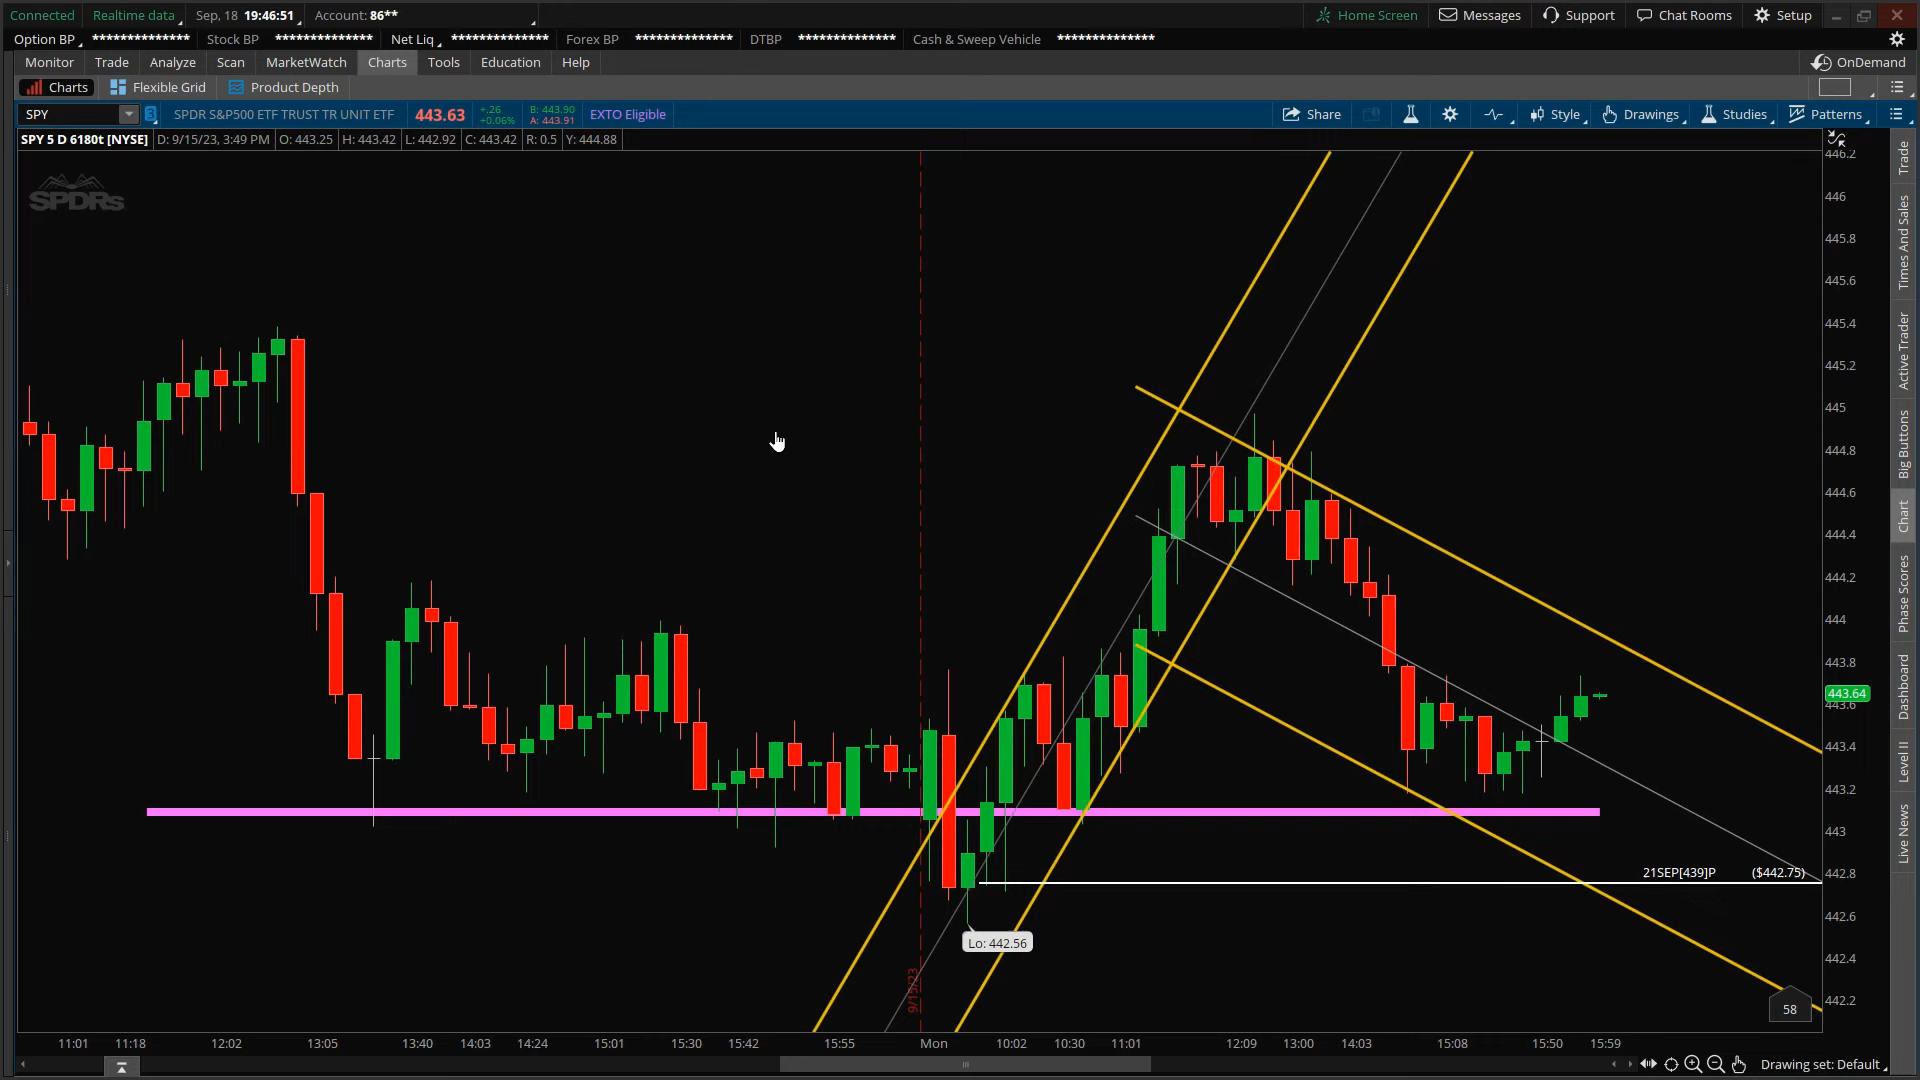 Connected Realtime data Sep, 18 19:46:51 Account: 86** Home Screen Messages Support Chat Rooms Setup
Option BP ************** Stock BP ************** Net Liq ************** Forex BP ************** DTBP ************** Cash & Sweep Vehicle **************
Monitor Trade Analyze Scan MarketWatch Charts Tools Education Help OnDemand
Charts Flexible Grid Product Depth
SPY 3 SPDR S&P500 ETF TRUST TR UNIT ETF 443.63 +.26 +0.06% B: 443.90 A: 443.91 EXTO Eligible Share Style Drawings Studies Patterns
SPY 5 D 6180t [NYSE] D: 9/15/23, 3:49 PM O: 443.25 H: 443.42 L: 442.92 C: 443.42 R: 0.5 Y: 444.88
SPDRs
446.2
446
445.8
445.6
445.4
445.2
445
444.8
444.6
444.4
444.2
444
443.8
443.64
443.6
443.4
443.2
443
442.8
442.6
442.4
442.2
21SEP[439]P ($442.75)
Lo: 442.56
9/15/23
58
11:01 11:18 12:02 13:05 13:40 14:03 14:24 15:01 15:30 15:42 15:55 Mon 10:02 10:30 11:01 12:09 13:00 14:03 15:08 15:50 15:59
Drawing set: Default
Trade
Times And Sales
Active Trader
Big Buttons
Chart
Phase Scores
Dashboard
Level II
Live News